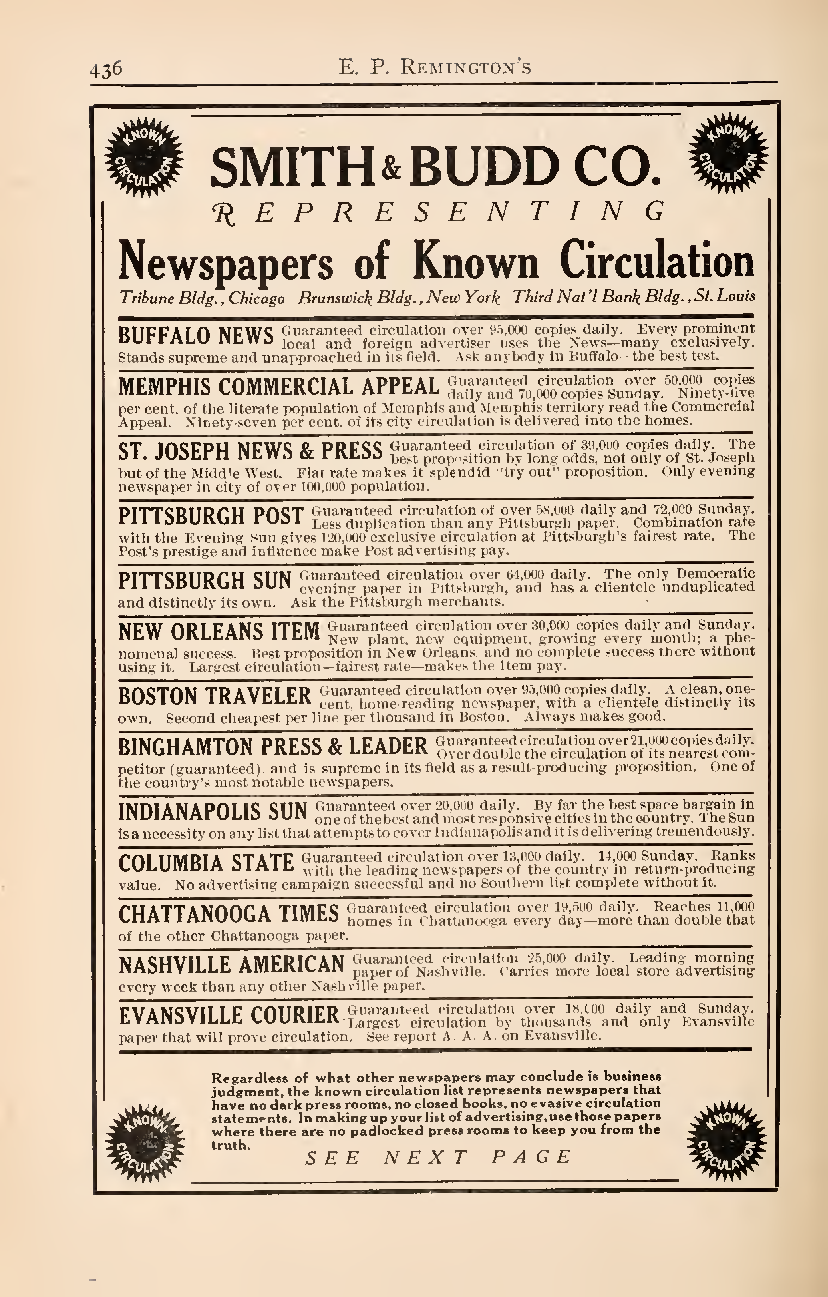 436
E. P. REMINGTON'S
KNOWN CIRCULATION
KNOWN CIRCULATION
SMITH & BUDD CO.
REPRESENTING
Newspapers of Known Circulation
Tribune Bldg., Chicago Brunswick Bldg., New York Third Nat'l Bank Bldg., St. Louis
BUFFALO NEWS Guaranteed circulation over 95,000 copies daily. Every prominent
local and foreign advertiser uses the News—many exclusively.
Stands supreme and unapproached in its field. Ask anybody in Buffalo—the best test.
MEMPHIS COMMERCIAL APPEAL Guaranteed circulation over 50,000 copies
daily and 70,000 copies Sunday. Ninety-five
per cent. of the literate population of Memphis and Memphis territory read the Commercial
Appeal. Ninety-seven per cent. of its city circulation is delivered into the homes.
ST. JOSEPH NEWS & PRESS Guaranteed circulation of 39,000 copies daily. The
best proposition by long odds, not only of St. Joseph
but of the Middle West. Flat rate makes it splendid "try out" proposition. Only evening
newspaper in city of over 100,000 population.
PITTSBURGH POST Guaranteed circulation of over 58,000 daily and 72,000 Sunday.
Less duplication than any Pittsburgh paper. Combination rate
with the Evening Sun gives 120,000 exclusive circulation at Pittsburgh's fairest rate. The
Post's prestige and influence make Post advertising pay.
PITTSBURGH SUN Guaranteed circulation over 64,000 daily. The only Democratic
evening paper in Pittsburgh, and has a clientele unduplicated
and distinctly its own. Ask the Pittsburgh merchants.
NEW ORLEANS ITEM Guaranteed circulation over 30,000 copies daily and Sunday.
New plant, new equipment, growing every month; a phe-
nomenal success. Best proposition in New Orleans, and no complete success there without
using it. Largest circulation—fairest rate—makes the Item pay.
BOSTON TRAVELER Guaranteed circulation over 95,000 copies daily. A clean, one-
cent, home-reading newspaper, with a clientele distinctly its
own. Second cheapest per line per thousand in Boston. Always makes good.
BINGHAMTON PRESS & LEADER Guaranteed circulation over 21,000 copies daily.
Over double the circulation of its nearest com-
petitor (guaranteed), and is supreme in its field as a result-producing proposition. One of
the country's most notable newspapers.
INDIANAPOLIS SUN Guaranteed over 20,000 daily. By far the best space bargain in
one of the best and most responsive cities in the country. The Sun
is a necessity on any list that attempts to cover Indianapolis and it is delivering tremendously.
COLUMBIA STATE Guaranteed circulation over 13,000 daily. 14,000 Sunday. Ranks
with the leading newspapers of the country in return-producing
value. No advertising campaign successful and no Southern list complete without it.
CHATTANOOGA TIMES Guaranteed circulation over 19,500 daily. Reaches 11,000
homes in Chattanooga every day—more than double that
of the other Chattanooga paper.
NASHVILLE AMERICAN Guaranteed circulation 25,000 daily. Leading morning
paper of Nashville. Carries more local store advertising
every week than any other Nashville paper.
EVANSVILLE COURIER Guaranteed circulation over 18,000 daily and Sunday.
Largest circulation by thousands and only Evansville
paper that will prove circulation. See report A. A. A. on Evansville.
Regardless of what other newspapers may conclude is business
judgment, the known circulation list represents newspapers that
have no dark press rooms, no closed books, no evasive circulation
statements. In making up your list of advertising, use those papers
where there are no padlocked press rooms to keep you from the
truth.
SEE NEXT PAGE
KNOWN CIRCULATION
KNOWN CIRCULATION